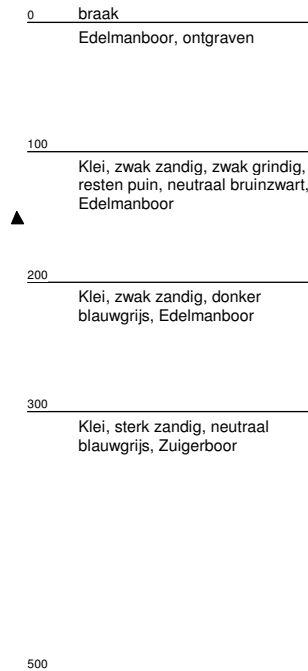 0 braak
Edelmanboor, ontgraven
100
Klei, zwak zandig, zwak grindig,
resten puin, neutraal bruinzwart,
Edelmanboor
200
Klei, zwak zandig, donker
blauwgrijs, Edelmanboor
300
Klei, sterk zandig, neutraal
blauwgrijs, Zuigerboor
500